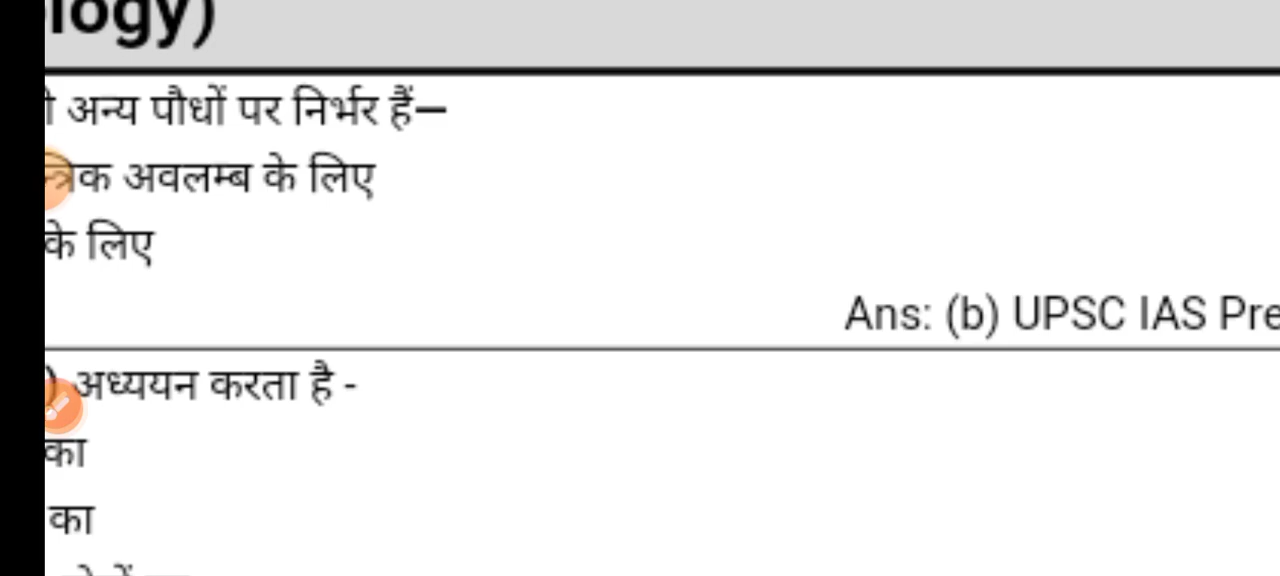 logy)
अन्य पौधों पर निर्भर हैं—
अवलम्ब के लिए
के लिए
Ans: (b) UPSC IAS Pre
अध्ययन करता है -
का
का